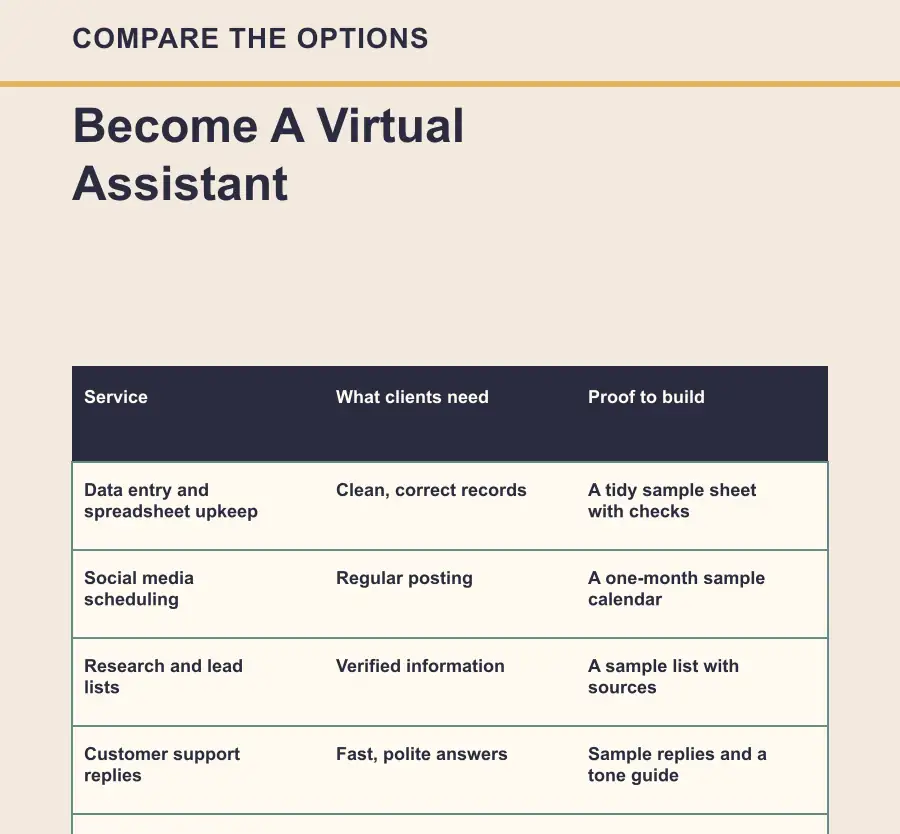 COMPARE THE OPTIONS
Become A Virtual
Assistant
Service
What clients need
Proof to build
Data entry and
spreadsheet upkeep
Clean, correct records
A tidy sample sheet
with checks
Social media
scheduling
Regular posting
A one-month sample
calendar
Research and lead
lists
Verified information
A sample list with
sources
Customer support
replies
Fast, polite answers
Sample replies and a
tone guide